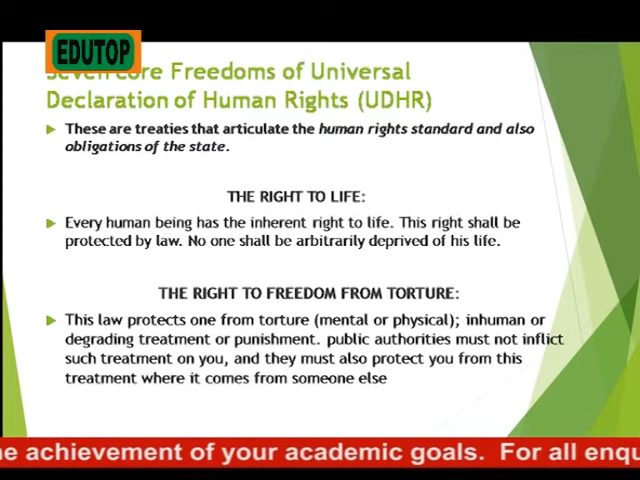 EDUTOP
Seven Core Freedoms of Universal
Declaration of Human Rights (UDHR)
These are treaties that articulate the human rights standard and also
obligations of the state.
THE RIGHT TO LIFE:
Every human being has the inherent right to life. This right shall be
protected by law. No one shall be arbitrarily deprived of his life.
THE RIGHT TO FREEDOM FROM TORTURE:
This law protects one from torture (mental or physical); inhuman or
degrading treatment or punishment. public authorities must not inflict
such treatment on you, and they must also protect you from this
treatment where it comes from someone else
he achievement of your academic goals. For all enqu